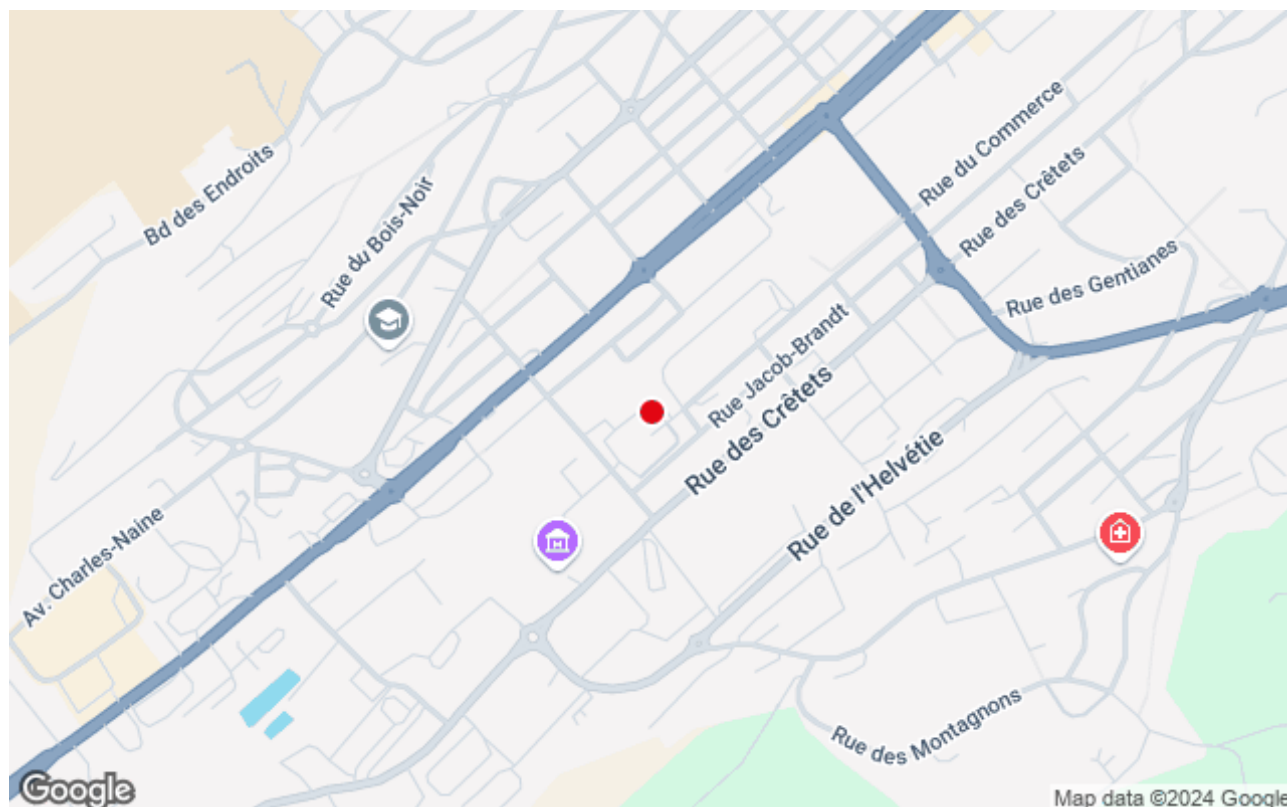 Bd des Endroits
Rue du Bois-Noir
Rue du Commerce
Rue des Crêtets
Rue des Gentianes
Rue Jacob-Brandt
Rue des Crêtets
Rue de l'Helvétie
Av. Charles-Naine
Rue des Montagnons
Google
Map data ©2024 Google